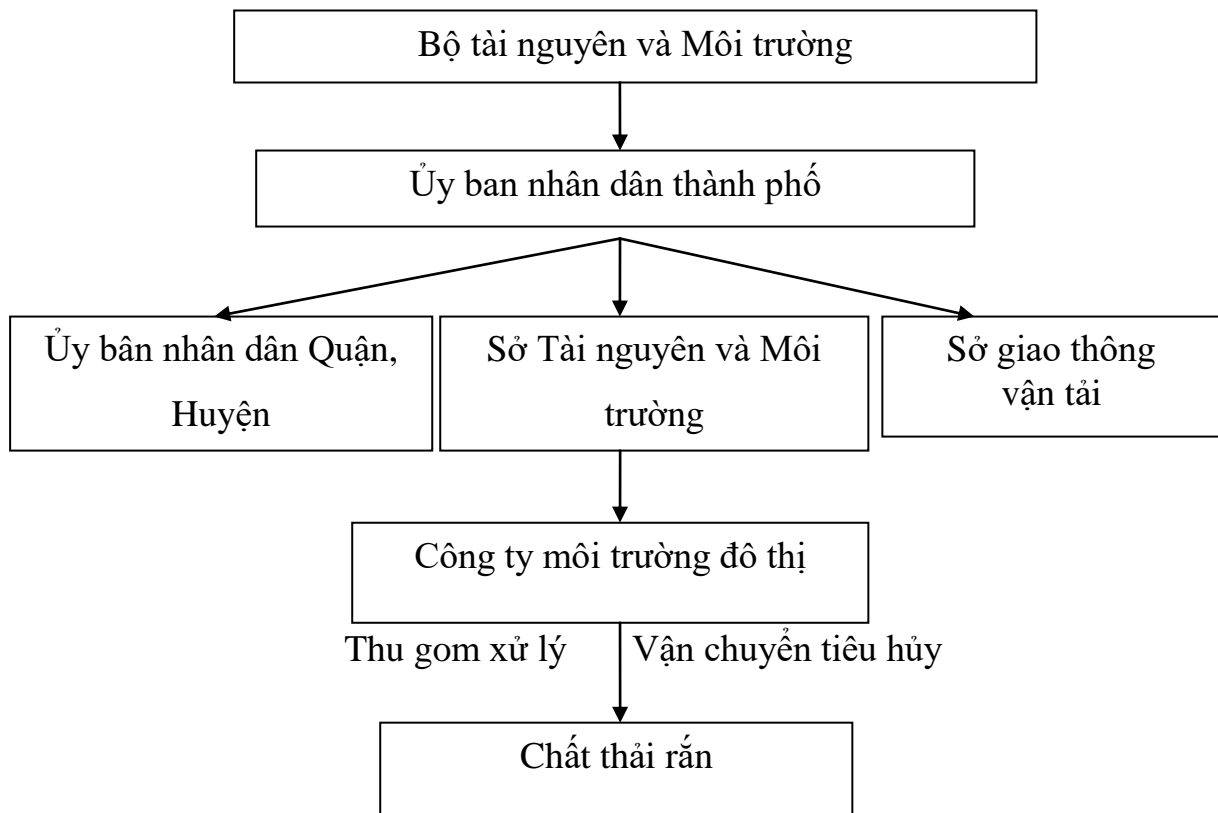 Bộ tài nguyên và Môi trường
Ủy ban nhân dân thành phố
Ủy bân nhân dân Quận,
Huyện
Sở Tài nguyên và Môi
trường
Sở giao thông
vận tải
Công ty môi trường đô thị
Thu gom xử lý
Vận chuyển tiêu hủy
Chất thải rắn